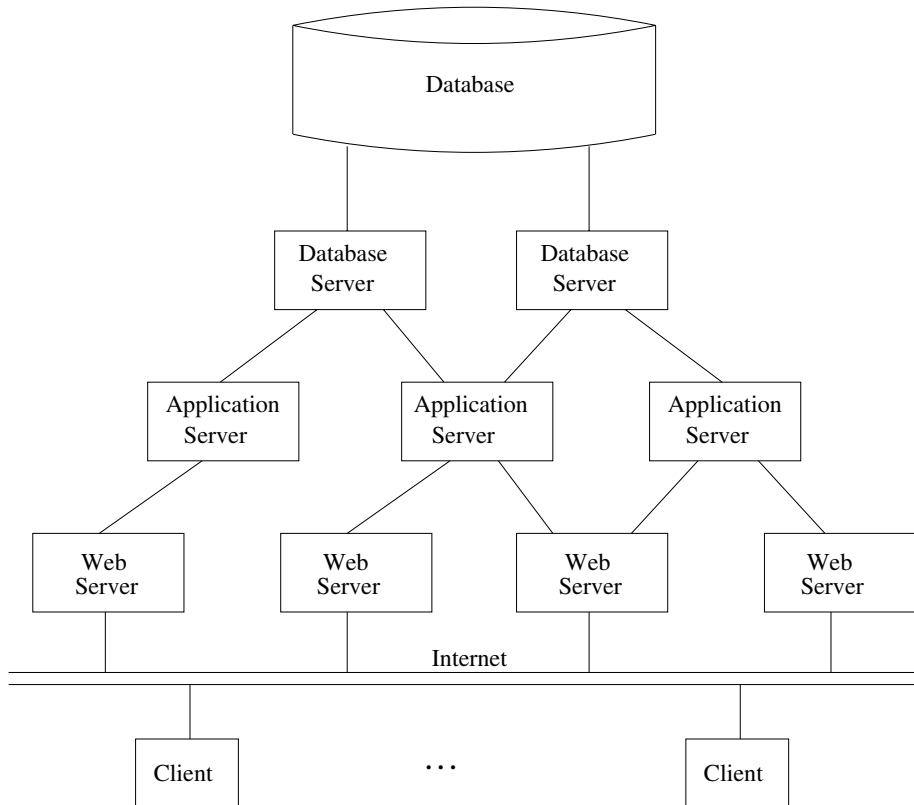 Database
Database
Server
Database
Server
Application
Server
Application
Server
Application
Server
Web
Server
Web
Server
Web
Server
Web
Server
Internet
Client
...
Client